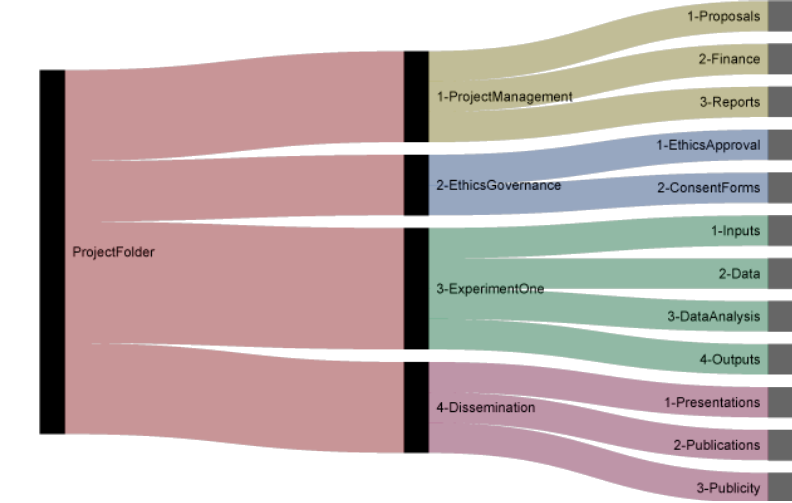 ProjectFolder
1-ProjectManagement
1-Proposals
2-Finance
3-Reports
2-EthicsGovernance
1-EthicsApproval
2-ConsentForms
3-ExperimentOne
1-Inputs
2-Data
3-DataAnalysis
4-Outputs
4-Dissemination
1-Presentations
2-Publications
3-Publicity